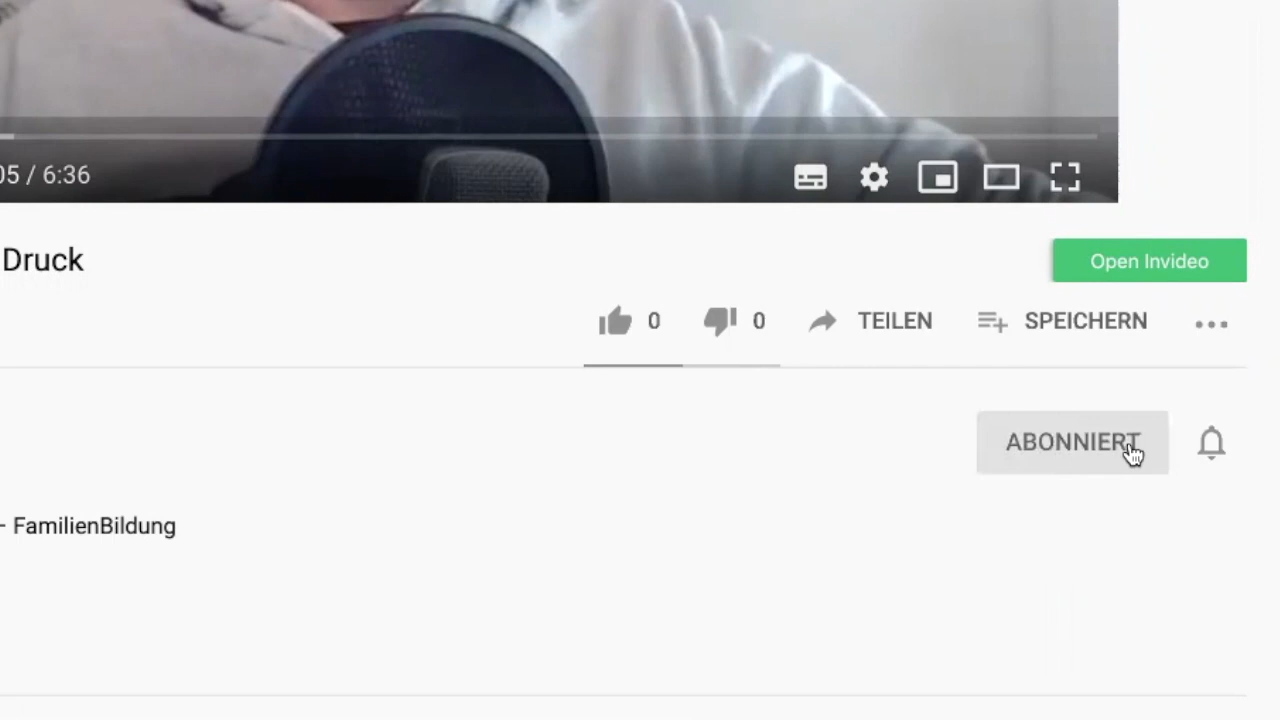 05 / 6:36
Druck
Open Invideo
0 0 TEILEN SPEICHERN
ABONNIERT
- FamilienBildung